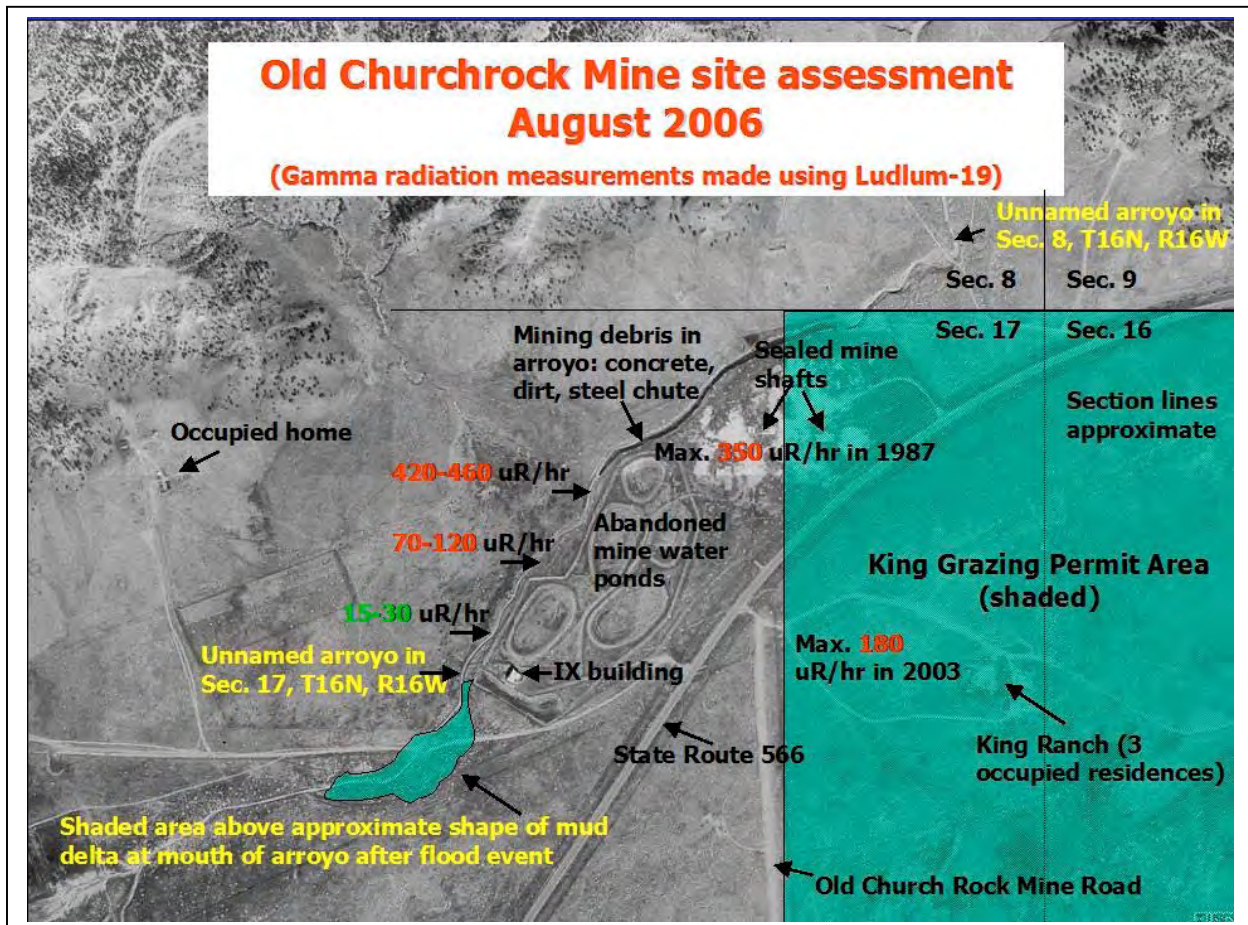 Old Churchrock Mine site assessment
August 2006
(Gamma radiation measurements made using Ludlum-19)
Unnamed arroyo in
Sec. 8, T16N, R16W
Sec. 8
Sec. 9
Sec. 17
Sec. 16
Mining debris in
arroyo: concrete,
dirt, steel chute
Sealed mine
shafts
Section lines
approximate
Occupied home
Max. 350 uR/hr in 1987
420-460 uR/hr
Abandoned
mine water
ponds
70-120 uR/hr
King Grazing Permit Area
(shaded)
15-30 uR/hr
Max. 180
uR/hr in 2003
Unnamed arroyo in
Sec. 17, T16N, R16W
IX building
State Route 566
King Ranch (3
occupied residences)
Shaded area above approximate shape of mud
delta at mouth of arroyo after flood event
Old Church Rock Mine Road